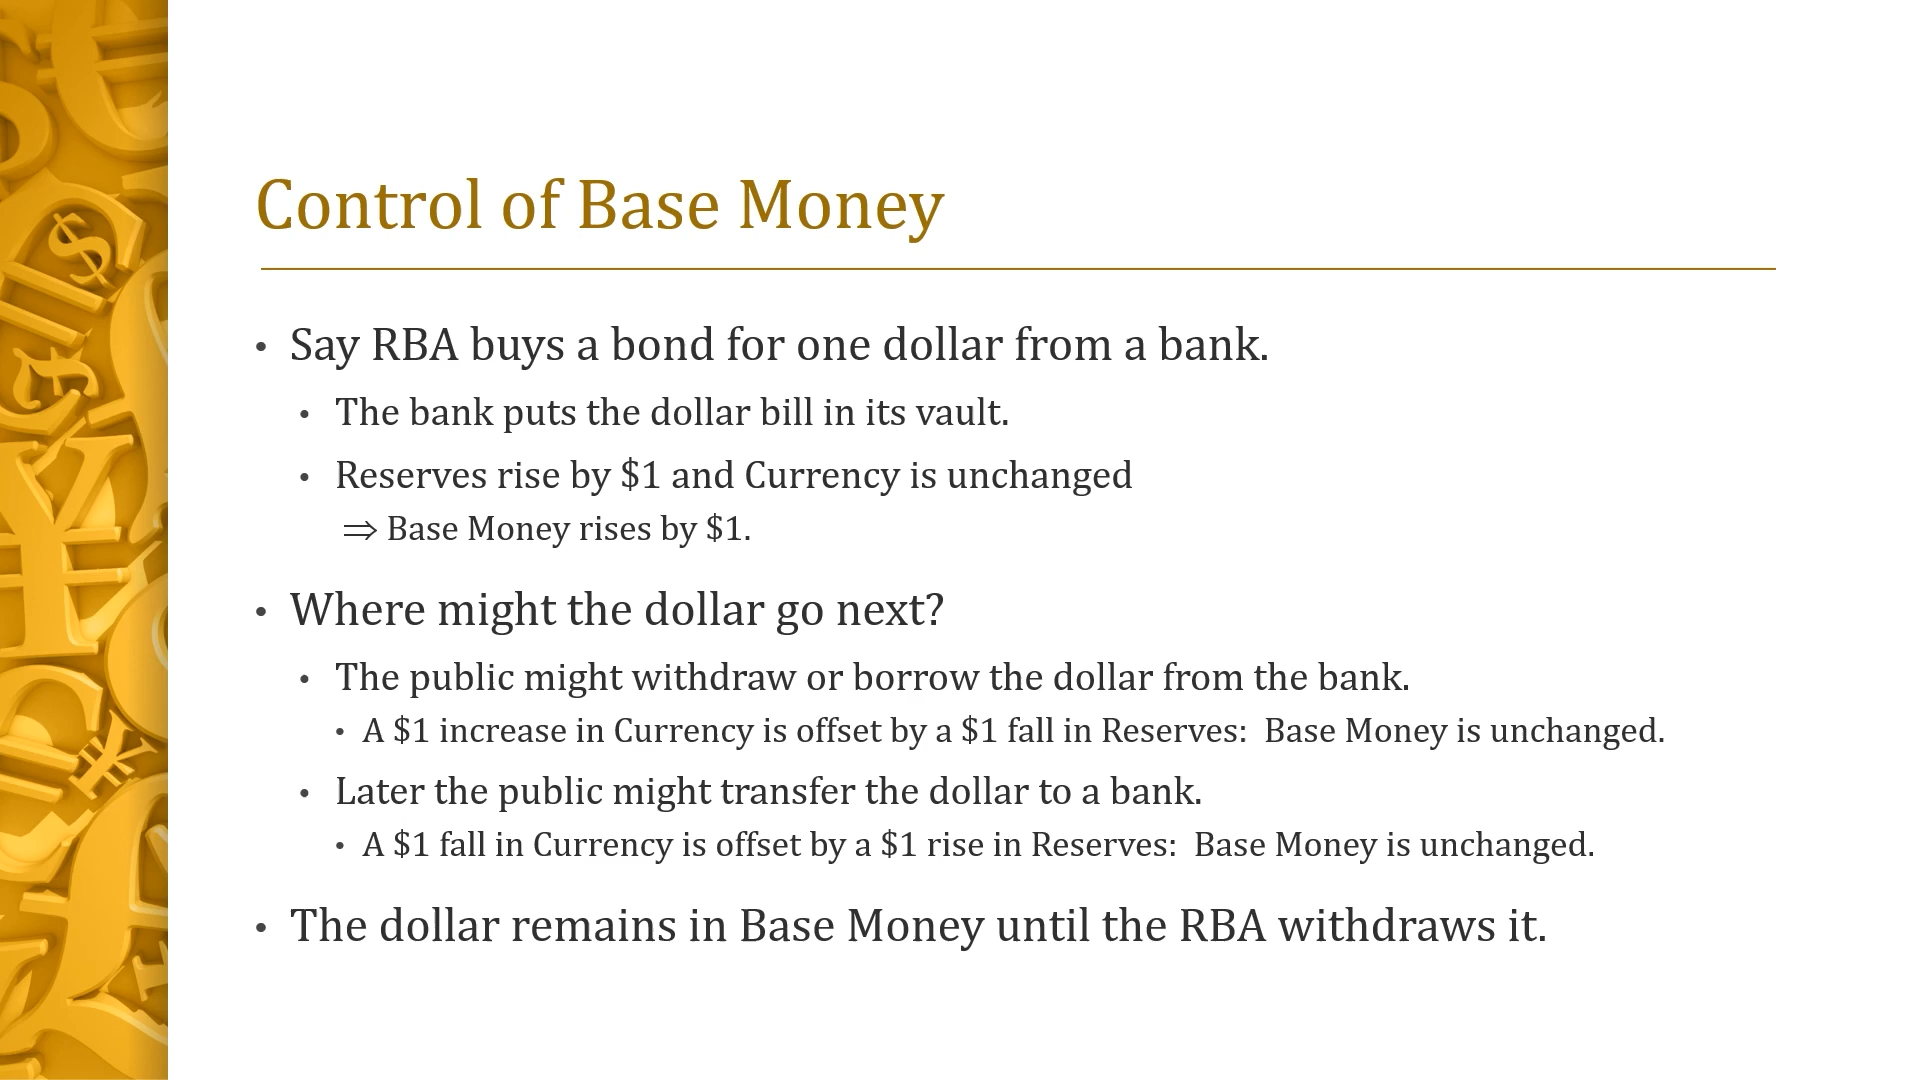 Control of Base Money
• Say RBA buys a bond for one dollar from a bank.
• The bank puts the dollar bill in its vault.
• Reserves rise by $1 and Currency is unchanged
⇒ Base Money rises by $1.
• Where might the dollar go next?
• The public might withdraw or borrow the dollar from the bank.
• A $1 increase in Currency is offset by a $1 fall in Reserves:  Base Money is unchanged.
• Later the public might transfer the dollar to a bank.
• A $1 fall in Currency is offset by a $1 rise in Reserves:  Base Money is unchanged.
• The dollar remains in Base Money until the RBA withdraws it.